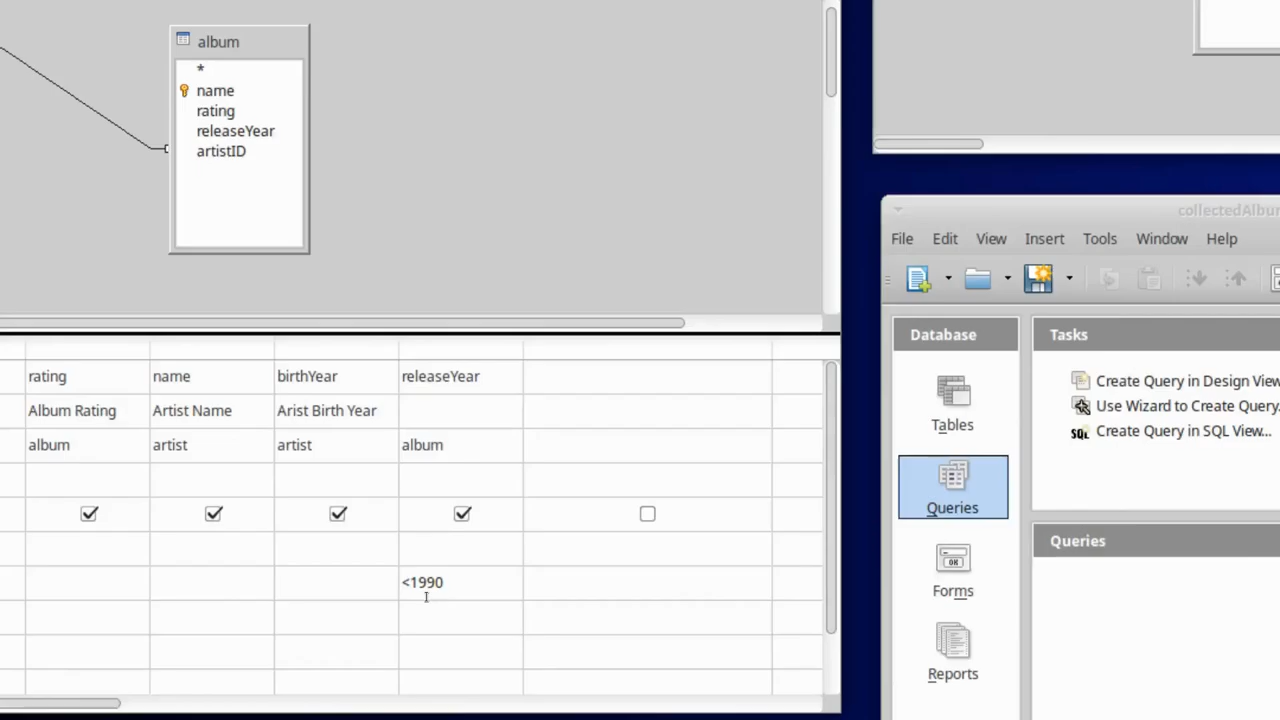 album
*
name
rating
releaseYear
artistID
rating name birthYear releaseYear
Album Rating Artist Name Arist Birth Year
album artist artist album
<1990
collectedAlbu
File Edit View Insert Tools Window Help
Database
Tables
Queries
Forms
Reports
Tasks
Create Query in Design View
Use Wizard to Create Query.
SQL Create Query in SQL View...
Queries